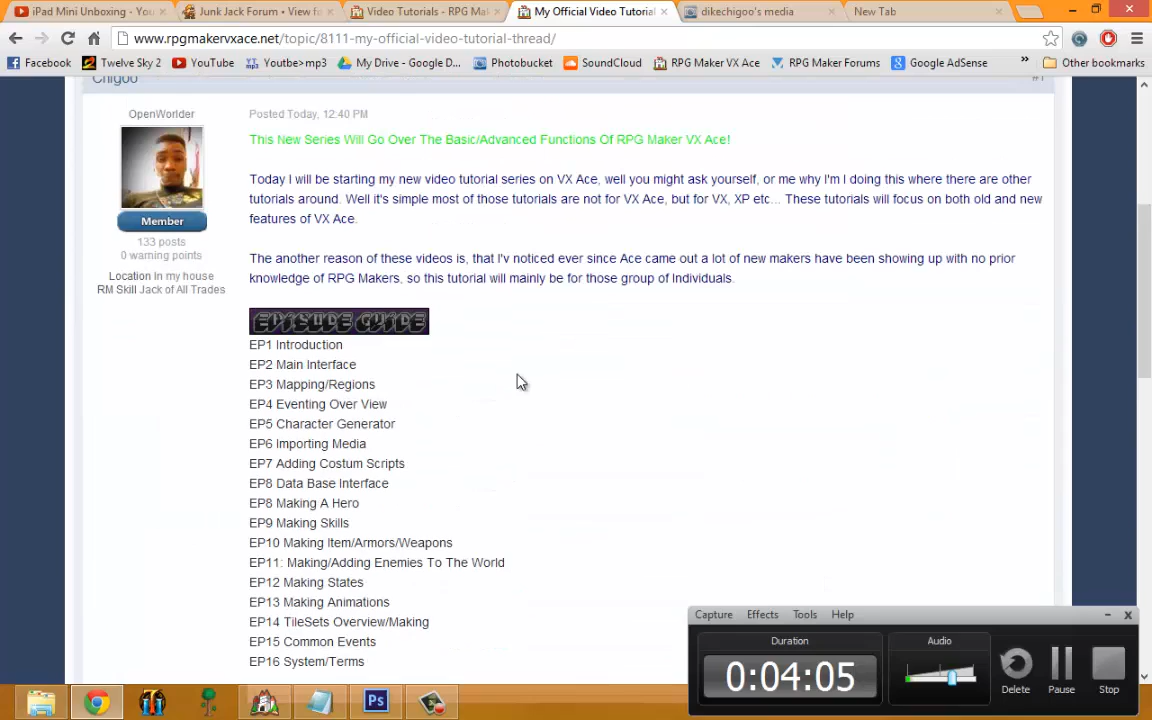 iPad Mini Unboxing - You
Junk Jack Forum • View fa
Video Tutorials - RPG Mak
My Official Video Tutorial
dikechigoo's media
New Tab
www.rpgmakervxace.net/topic/8111-my-official-video-tutorial-thread/
Facebook
Twelve Sky 2
YouTube
Youtbe>mp3
My Drive - Google D...
Photobucket
SoundCloud
RPG Maker VX Ace
RPG Maker Forums
Google AdSense
»
Other bookmarks
Chigoo
#1
OpenWorlder
Posted Today, 12:40 PM
This New Series Will Go Over The Basic/Advanced Functions Of RPG Maker VX Ace!
Today I will be starting my new video tutorial series on VX Ace, well you might ask yourself, or me why I'm I doing this where there are other
tutorials around. Well it's simple most of those tutorials are not for VX Ace, but for VX, XP etc... These tutorials will focus on both old and new
features of VX Ace.
Member
133 posts
0 warning points
Location In my house
RM Skill Jack of All Trades
The another reason of these videos is, that I'v noticed ever since Ace came out a lot of new makers have been showing up with no prior
knowledge of RPG Makers, so this tutorial will mainly be for those group of Individuals.
EPISODE GUIDE
EP1 Introduction
EP2 Main Interface
EP3 Mapping/Regions
EP4 Eventing Over View
EP5 Character Generator
EP6 Importing Media
EP7 Adding Costum Scripts
EP8 Data Base Interface
EP8 Making A Hero
EP9 Making Skills
EP10 Making Item/Armors/Weapons
EP11: Making/Adding Enemies To The World
EP12 Making States
EP13 Making Animations
EP14 TileSets Overview/Making
EP15 Common Events
EP16 System/Terms
Capture Effects Tools Help
Duration
0:04:05
Audio
Delete
Pause
Stop
Ps